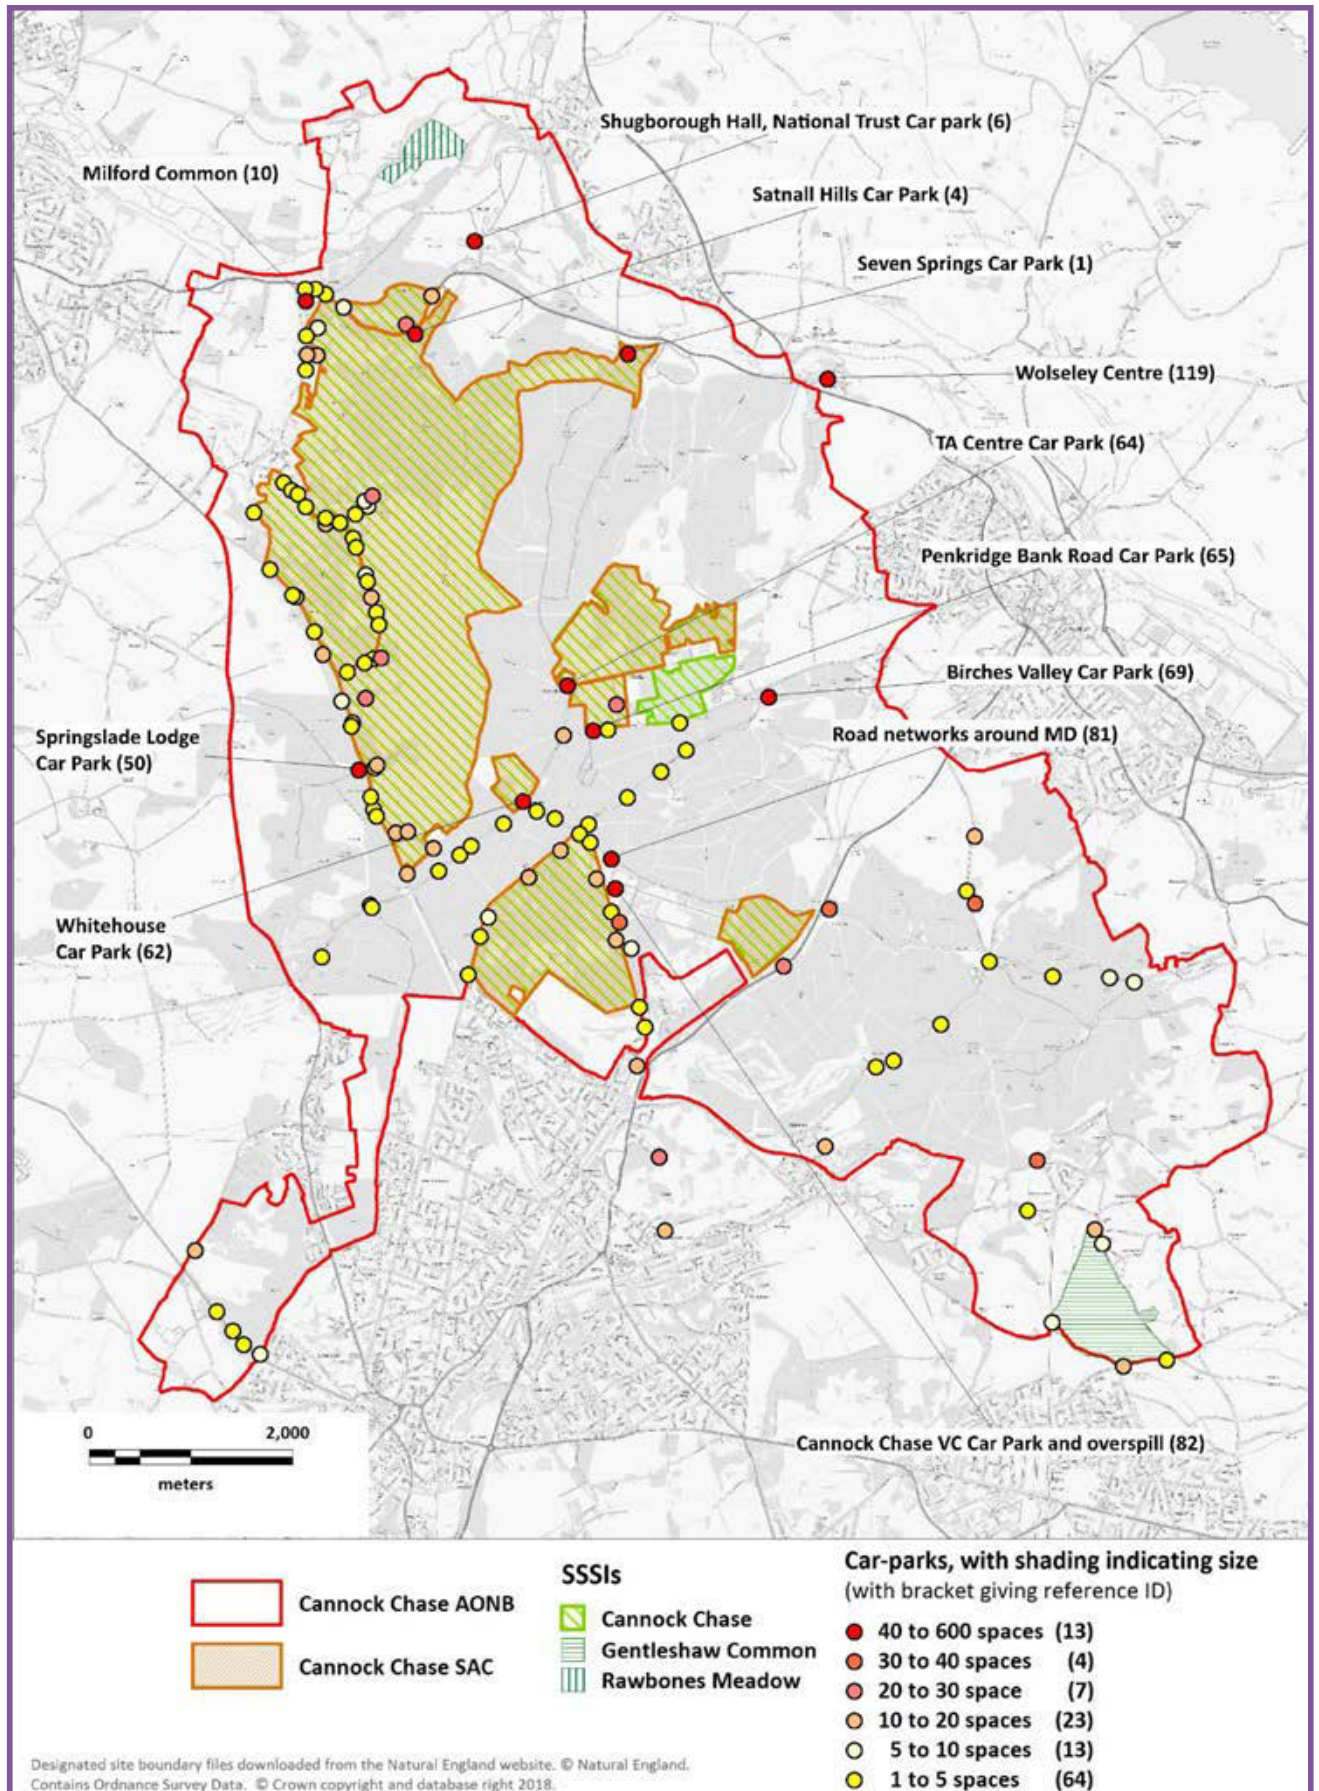 Shugborough Hall, National Trust Car park (6)
Milford Common (10)
Satnall Hills Car Park (4)
Seven Springs Car Park (1)
Wolseley Centre (119)
TA Centre Car Park (64)
Penkridge Bank Road Car Park (65)
Birches Valley Car Park (69)
Road networks around MD (81)
Springslade Lodge
Car Park (50)
Whitehouse
Car Park (62)
Cannock Chase VC Car Park and overspill (82)
0 2,000
meters
Cannock Chase AONB
Cannock Chase SAC
SSSIs
Cannock Chase
Gentleshaw Common
Rawbones Meadow
Car-parks, with shading indicating size
(with bracket giving reference ID)
40 to 600 spaces (13)
30 to 40 spaces (4)
20 to 30 space (7)
10 to 20 spaces (23)
5 to 10 spaces (13)
1 to 5 spaces (64)
Designated site boundary files downloaded from the Natural England website. © Natural England.
Contains Ordnance Survey Data. © Crown copyright and database right 2018.